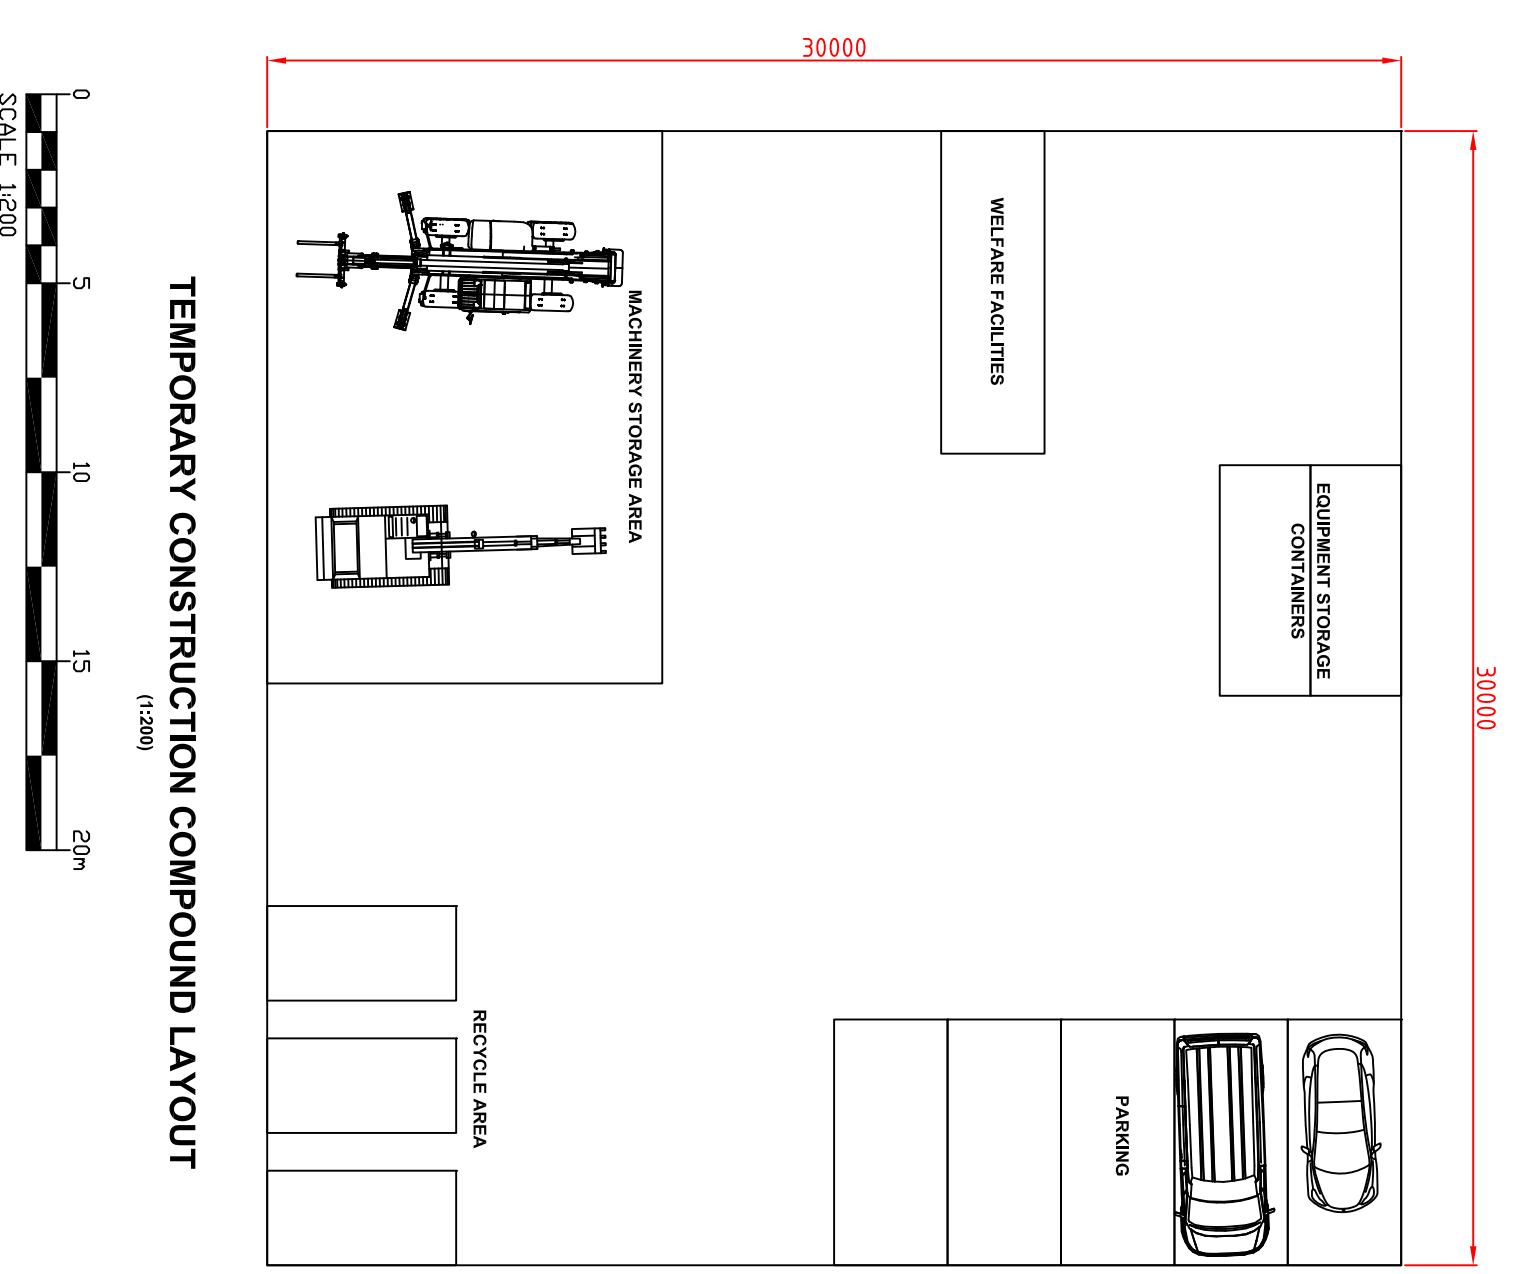 30000
30000
WELFARE FACILITIES
EQUIPMENT STORAGE
CONTAINERS
MACHINERY STORAGE AREA
PARKING
RECYCLE AREA
TEMPORARY CONSTRUCTION COMPOUND LAYOUT
(1:200)
0 5 10 15 20m
SCALE 1:200